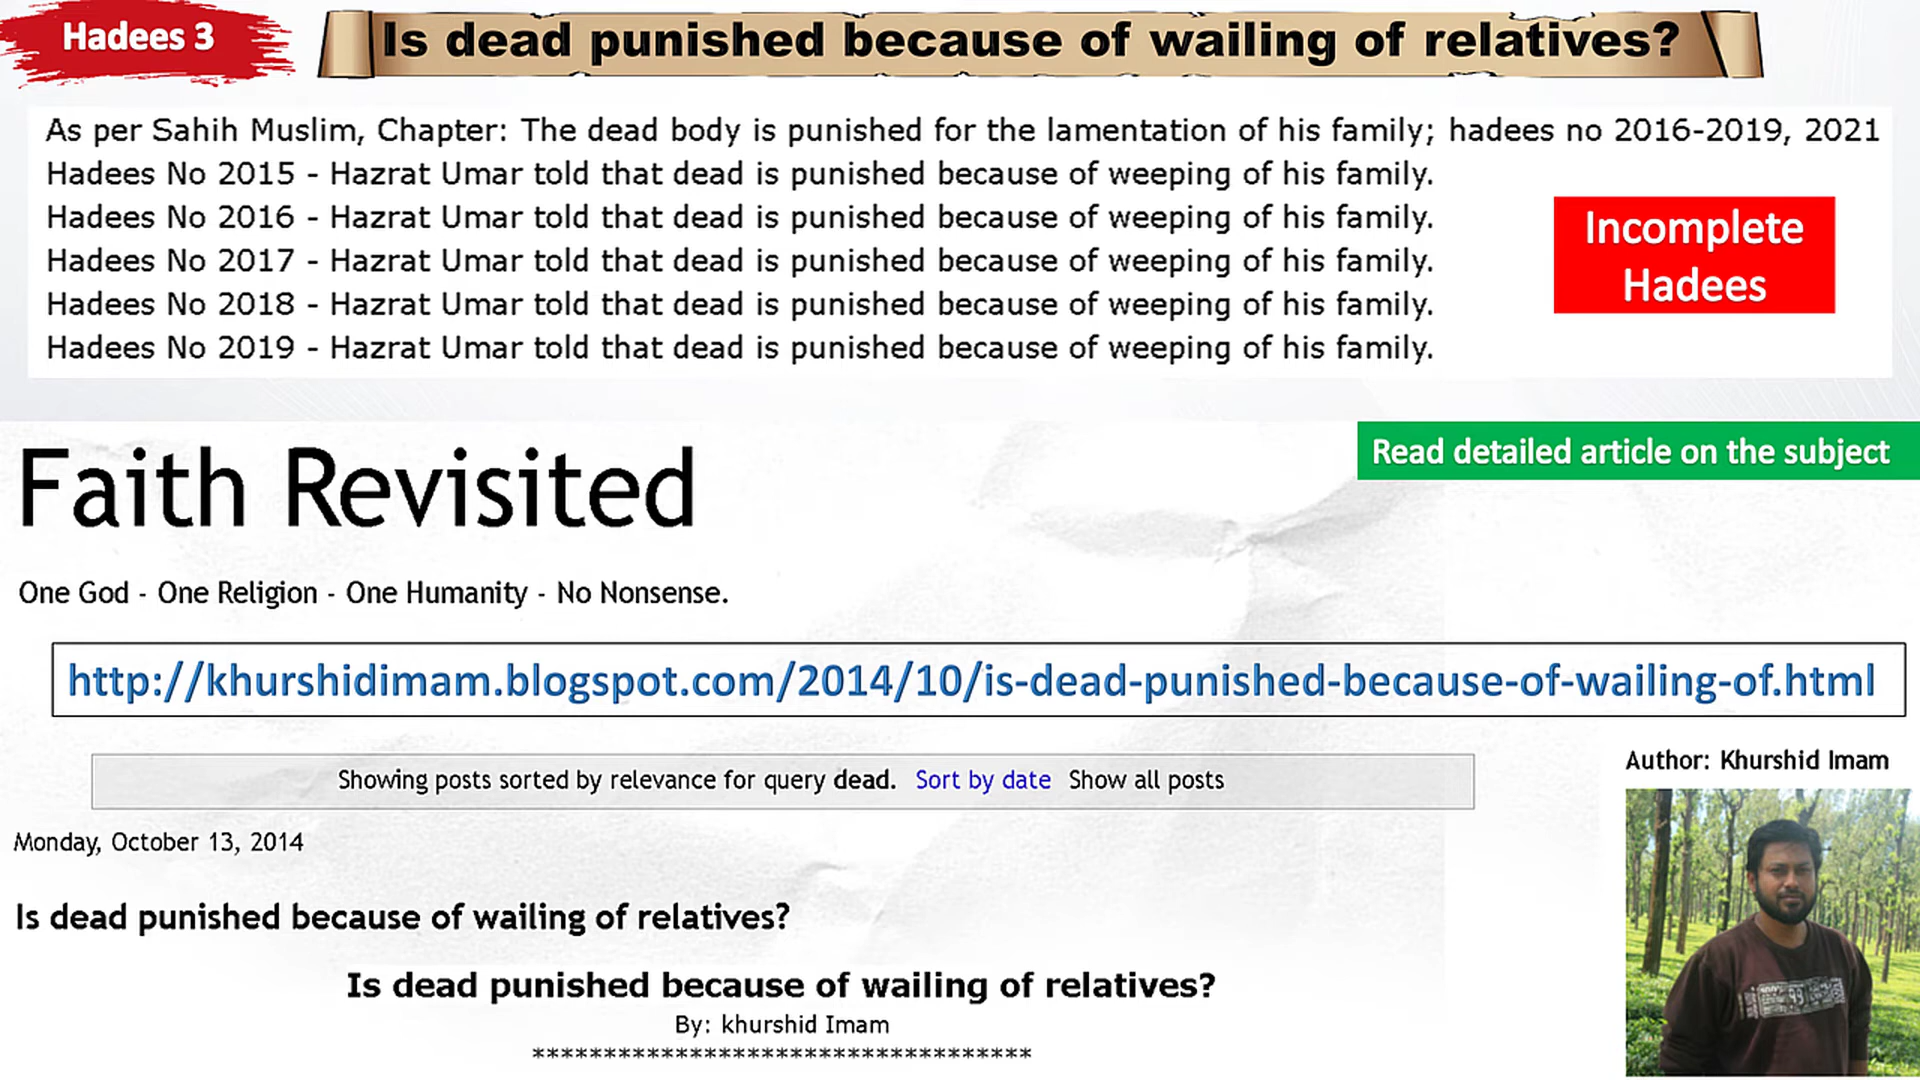 Hadees 3
Is dead punished because of wailing of relatives?
As per Sahih Muslim, Chapter: The dead body is punished for the lamentation of his family; hadees no 2016-2019, 2021
Hadees No 2015 - Hazrat Umar told that dead is punished because of weeping of his family.
Hadees No 2016 - Hazrat Umar told that dead is punished because of weeping of his family.
Hadees No 2017 - Hazrat Umar told that dead is punished because of weeping of his family.
Hadees No 2018 - Hazrat Umar told that dead is punished because of weeping of his family.
Hadees No 2019 - Hazrat Umar told that dead is punished because of weeping of his family.
Incomplete
Hadees
Read detailed article on the subject
Faith Revisited
One God - One Religion - One Humanity - No Nonsense.
http://khurshidimam.blogspot.com/2014/10/is-dead-punished-because-of-wailing-of.html
Showing posts sorted by relevance for query dead. Sort by date Show all posts
Author: Khurshid Imam
Monday, October 13, 2014
Is dead punished because of wailing of relatives?
Is dead punished because of wailing of relatives?
By: khurshid Imam
***********************************